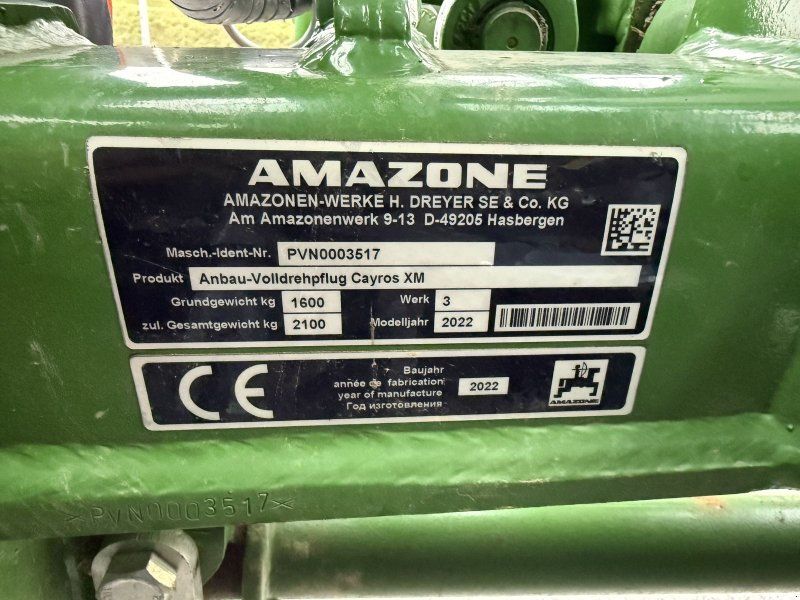 AMAZONE
AMAZONEN-WERKE H. DREYER SE & Co. KG
Am Amazonenwerk 9-13 D-49205 Hasbergen
Masch.-Ident-Nr. PVN0003517
Produkt Anbau-Volldrehpflug Cayros XM
Grundgewicht kg 1600 Werk 3
zul. Gesamtgewicht kg 2100 Modelljahr 2022
CE
Baujahr
année de fabrication
year of manufacture
Год изготовления
2022
AMAZONE
*PVN0003517*